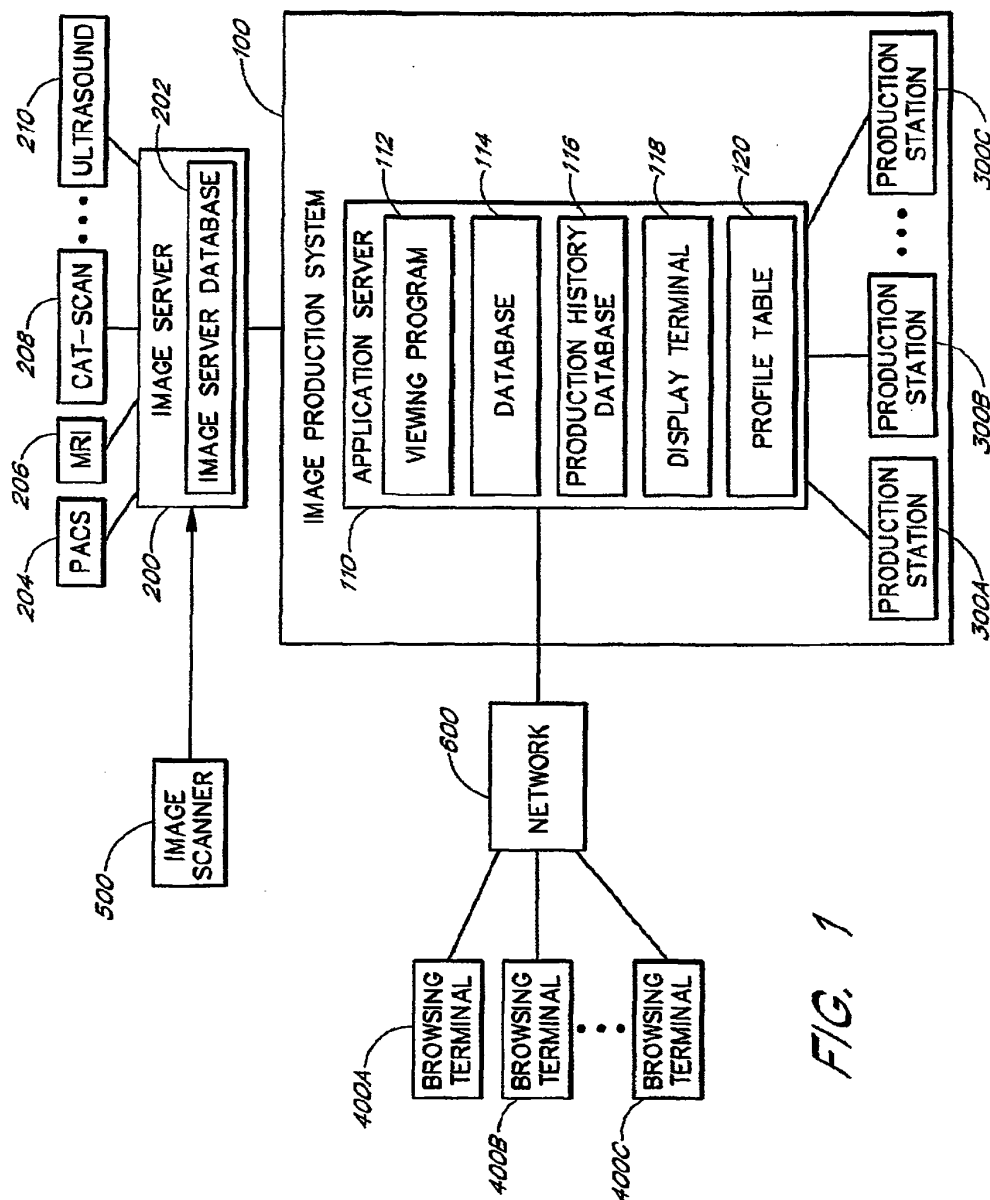 204
PACS
206
MRI
208
CAT-SCAN
210
ULTRASOUND
200
IMAGE SERVER
IMAGE SERVER DATABASE
202
500
IMAGE
SCANNER
100
IMAGE PRODUCTION SYSTEM
110
APPLICATION SERVER
VIEWING PROGRAM
112
DATABASE
114
PRODUCTION HISTORY
DATABASE
116
DISPLAY TERMINAL
118
PROFILE TABLE
120
600
NETWORK
400A
BROWSING
TERMINAL
400B
BROWSING
TERMINAL
400C
BROWSING
TERMINAL
PRODUCTION
STATION
300A
PRODUCTION
STATION
300B
PRODUCTION
STATION
300C
FIG. 1